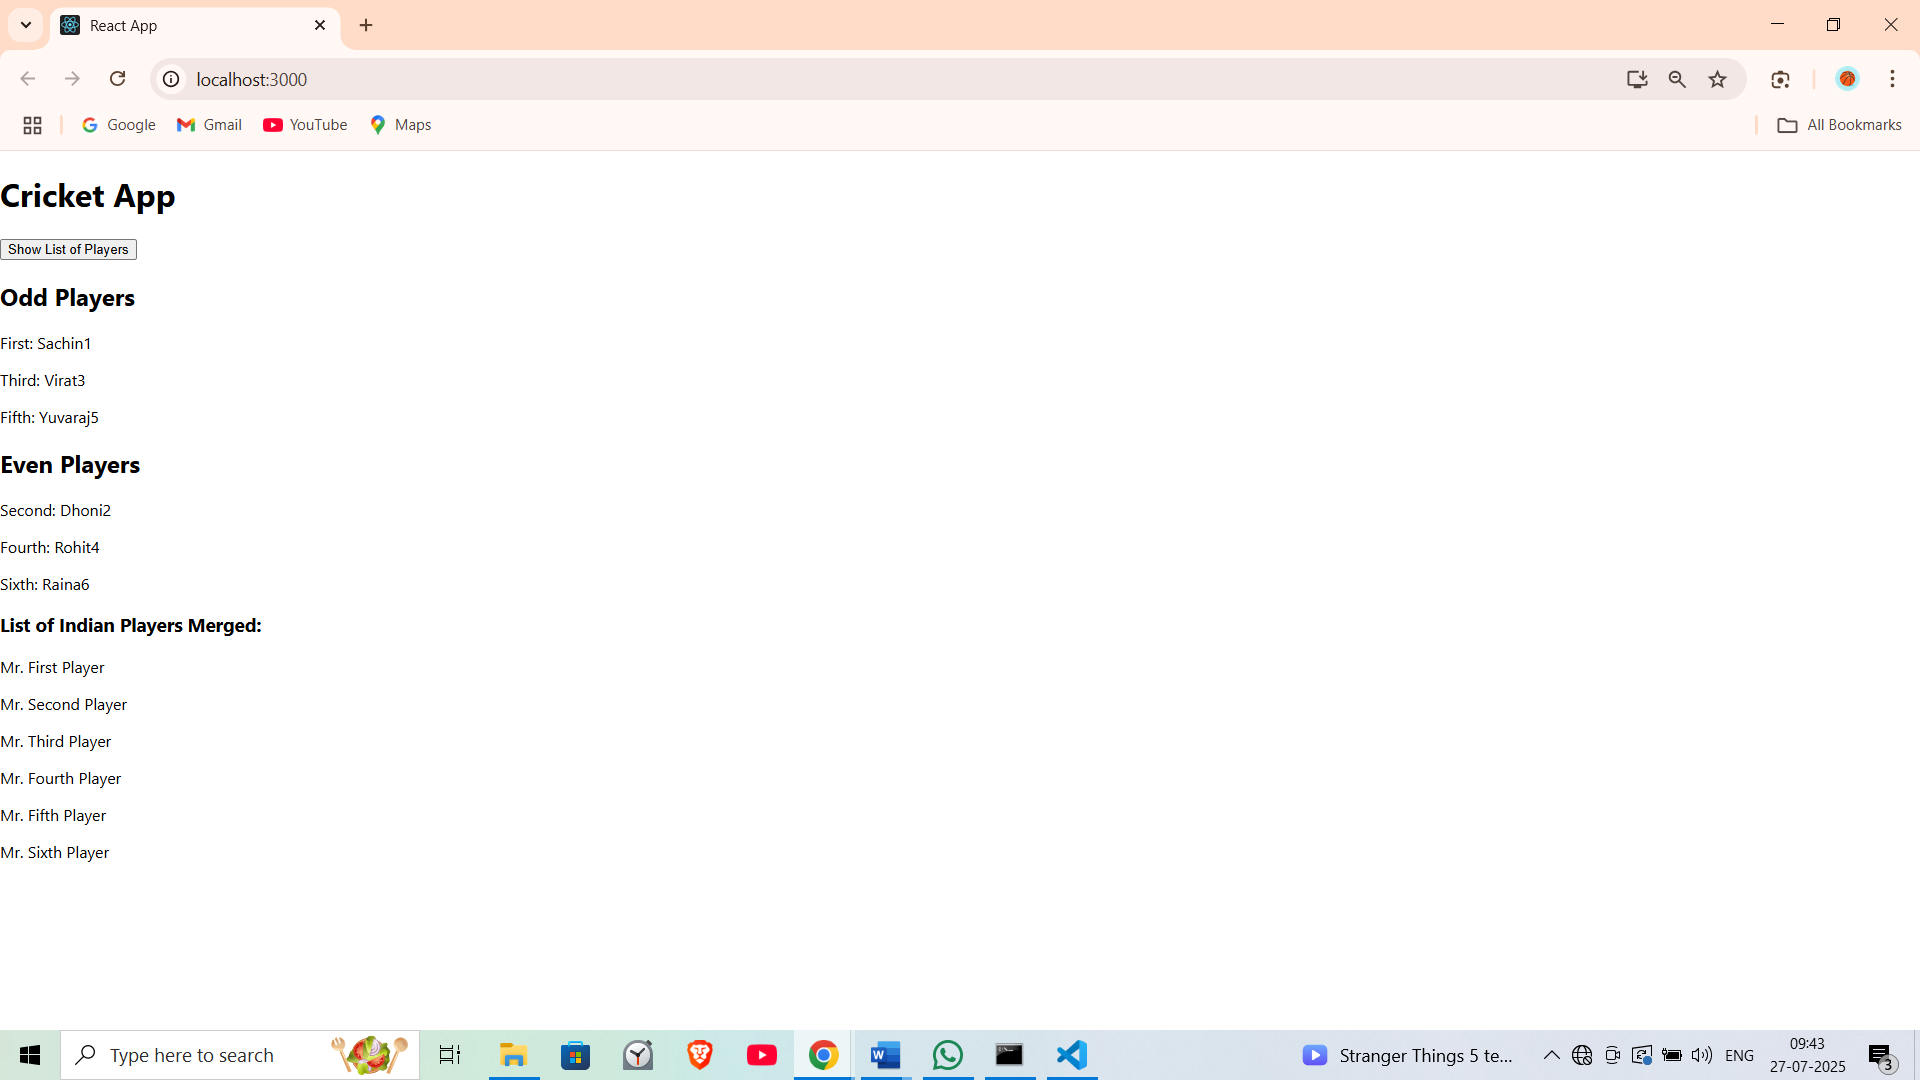 React App
localhost:3000
Google
Gmail
YouTube
Maps
All Bookmarks
Cricket App
Show List of Players
Odd Players
First: Sachin1
Third: Virat3
Fifth: Yuvaraj5
Even Players
Second: Dhoni2
Fourth: Rohit4
Sixth: Raina6
List of Indian Players Merged:
Mr. First Player
Mr. Second Player
Mr. Third Player
Mr. Fourth Player
Mr. Fifth Player
Mr. Sixth Player
Type here to search
Stranger Things 5 te...
ENG
09:43
27-07-2025
3